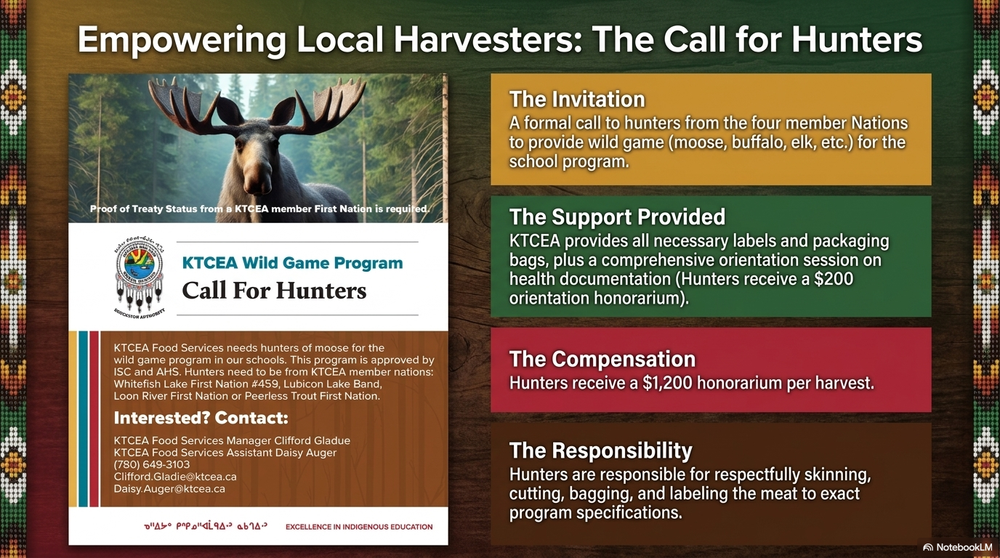 Empowering Local Harvesters: The Call for Hunters
Proof of Treaty Status from a KTCEA member First Nation is required.
KTCEA Wild Game Program
Call For Hunters
KTCEA Food Services needs hunters of moose for the
wild game program in our schools. This program is approved by
ISC and AHS. Hunters need to be from KTCEA member nations:
Whitefish Lake First Nation #459, Lubicon Lake Band,
Loon River First Nation or Peerless Trout First Nation.
Interested? Contact:
KTCEA Food Services Manager Clifford Gladue
KTCEA Food Services Assistant Daisy Auger
(780) 649-3103
Clifford.Gladie@ktcea.ca
Daisy.Auger@ktcea.ca
EXCELLENCE IN INDIGENOUS EDUCATION
The Invitation
A formal call to hunters from the four member Nations
to provide wild game (moose, buffalo, elk, etc.) for the
school program.
The Support Provided
KTCEA provides all necessary labels and packaging
bags, plus a comprehensive orientation session on
health documentation (Hunters receive a $200
orientation honorarium).
The Compensation
Hunters receive a $1,200 honorarium per harvest.
The Responsibility
Hunters are responsible for respectfully skinning,
cutting, bagging, and labeling the meat to exact
program specifications.
NotebookLM